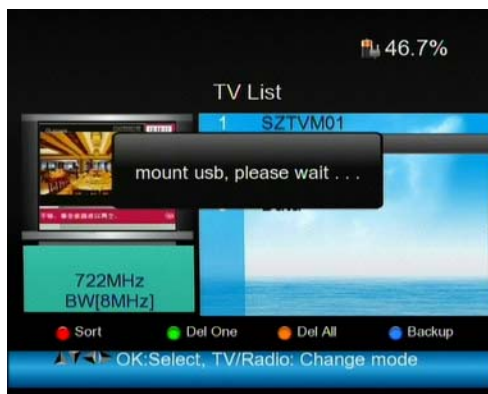 46.7%
TV List
1 SZTVM01
mount usb, please wait . . .
722MHz
BW[8MHz]
Sort
Del One
Del All
Backup
OK:Select, TV/Radio: Change mode